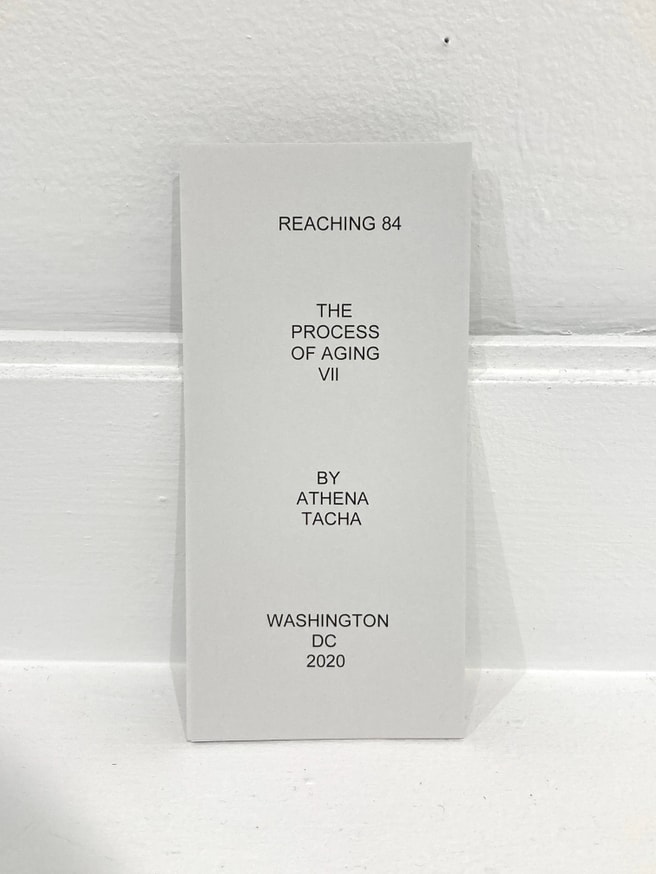 REACHING 84
THE
PROCESS
OF AGING
VII
BY
ATHENA
TACHA
WASHINGTON
DC
2020